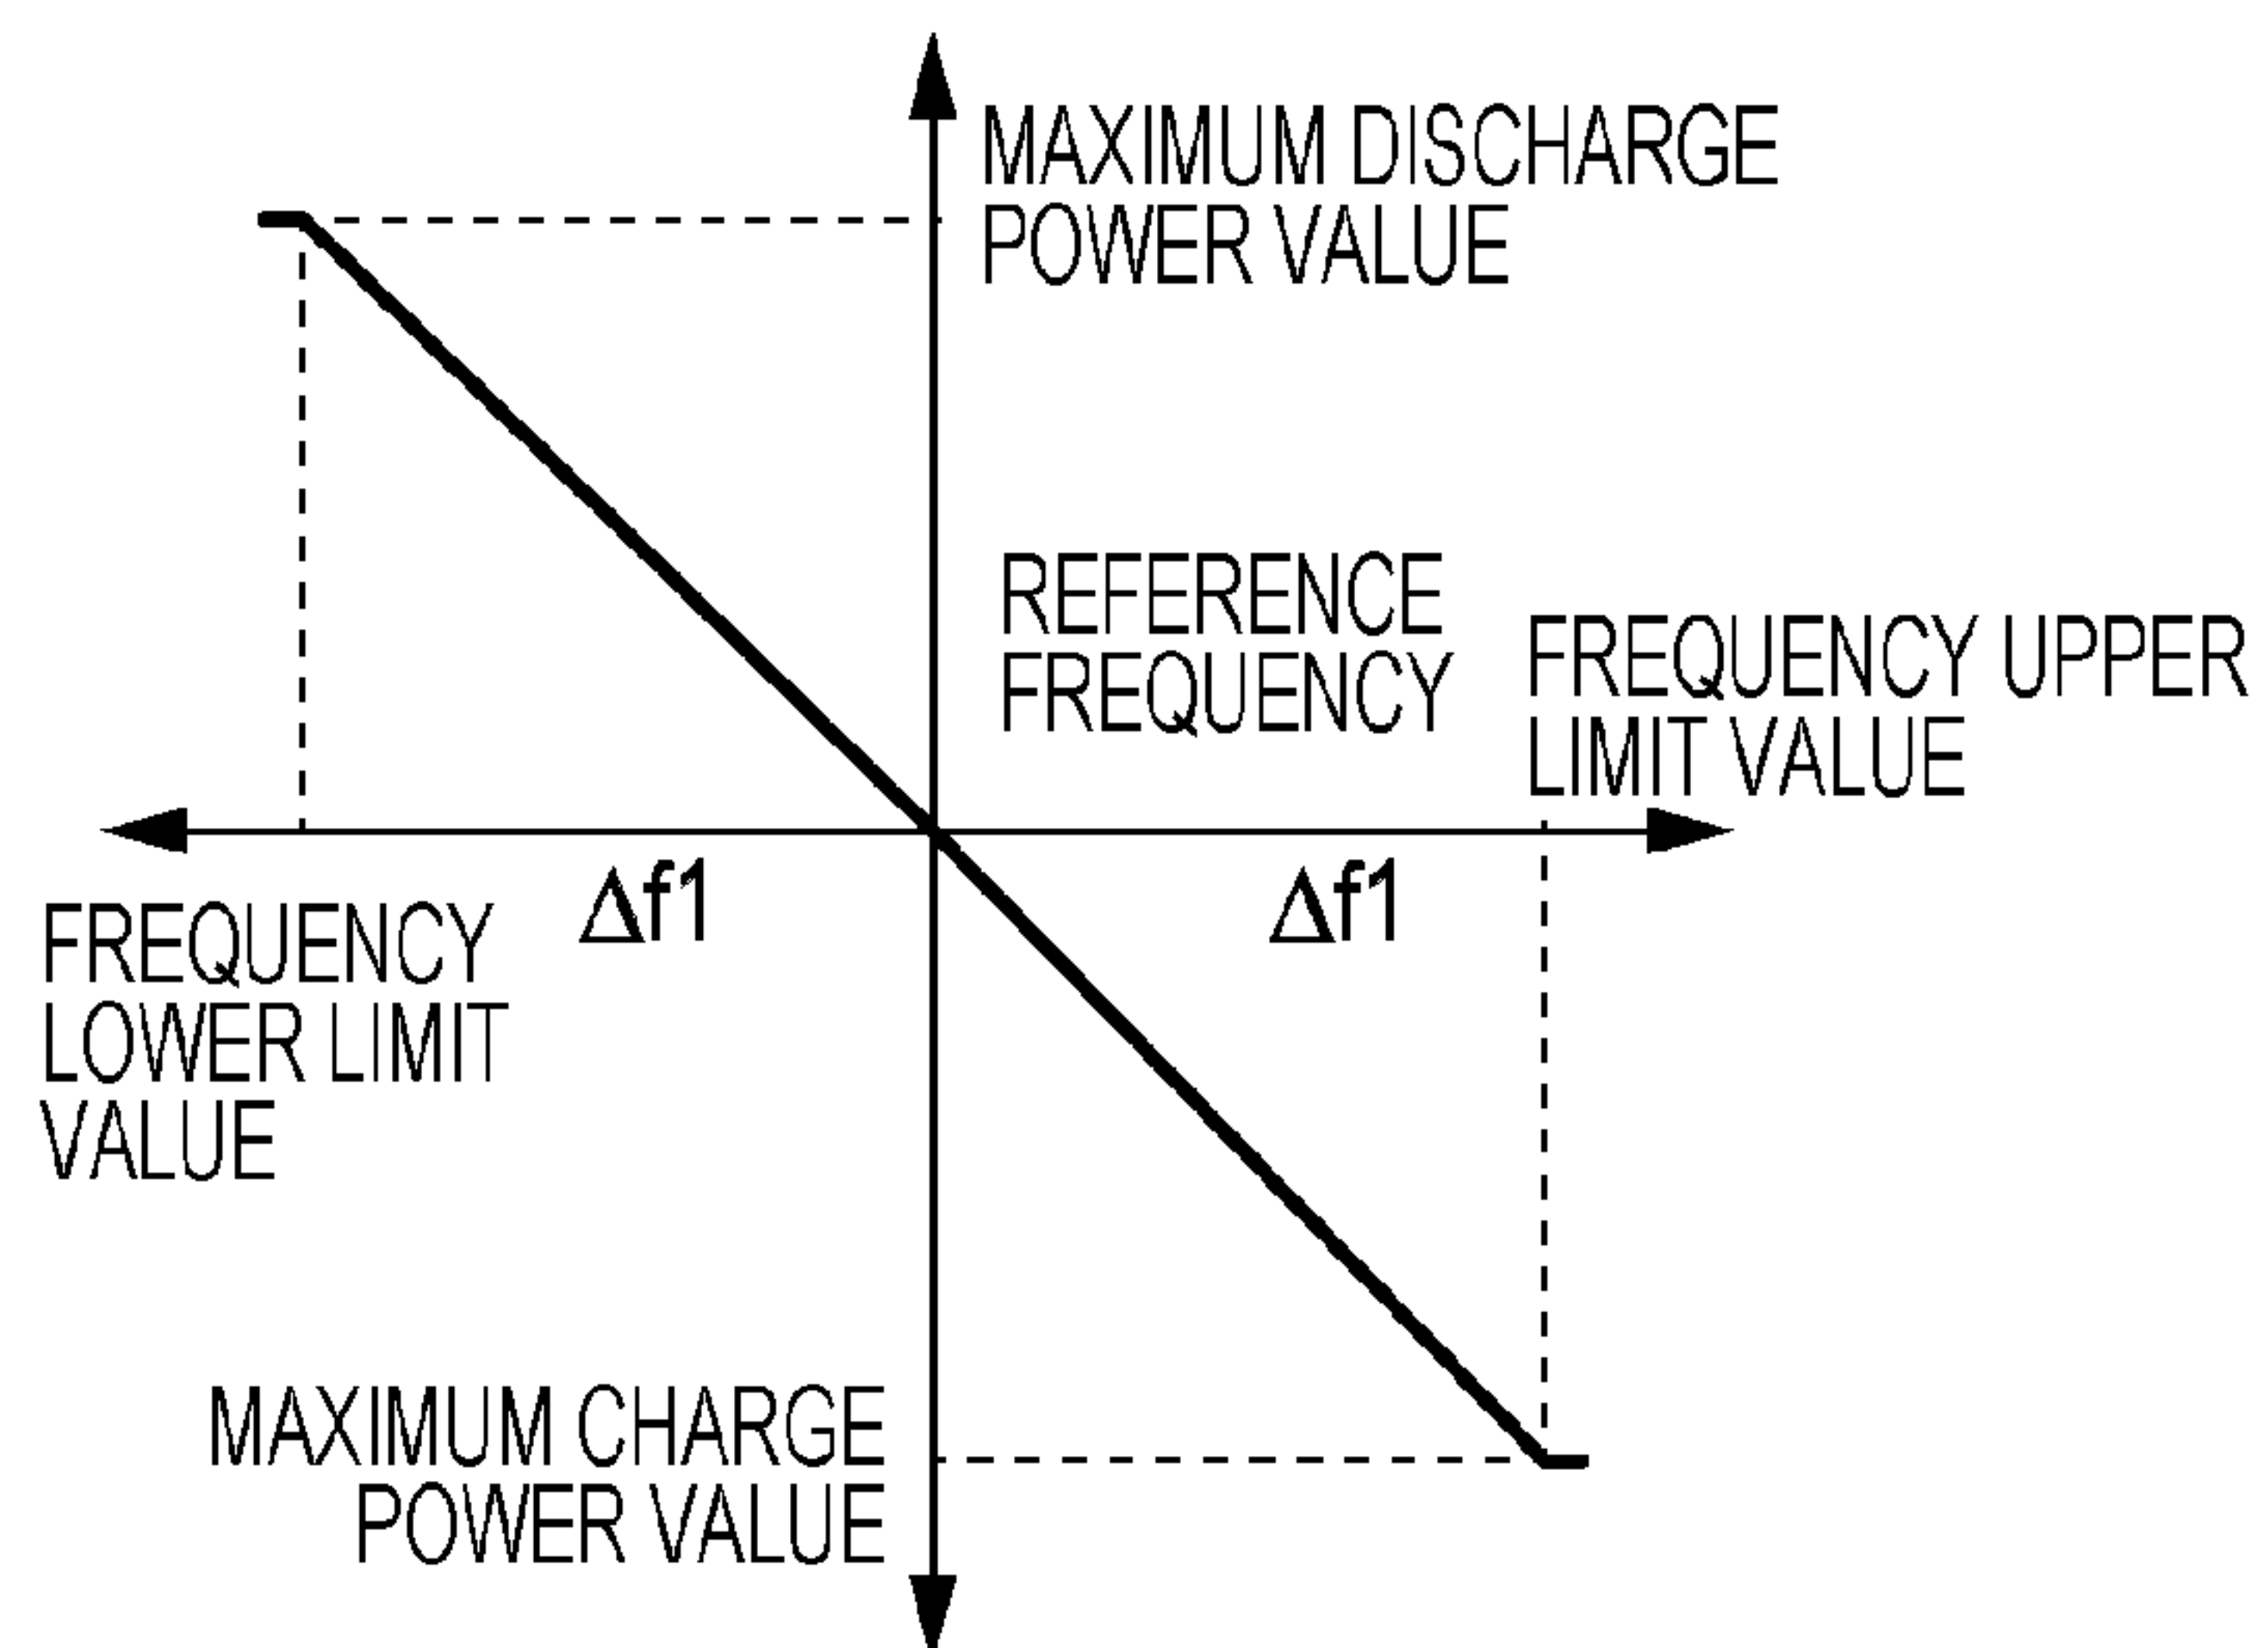 MAXIMUM DISCHARGE
POWER VALUE
REFERENCE
FREQUENCY
FREQUENCY UPPER
LIMIT VALUE
Δf1
Δf1
FREQUENCY
LOWER LIMIT
VALUE
MAXIMUM CHARGE
POWER VALUE